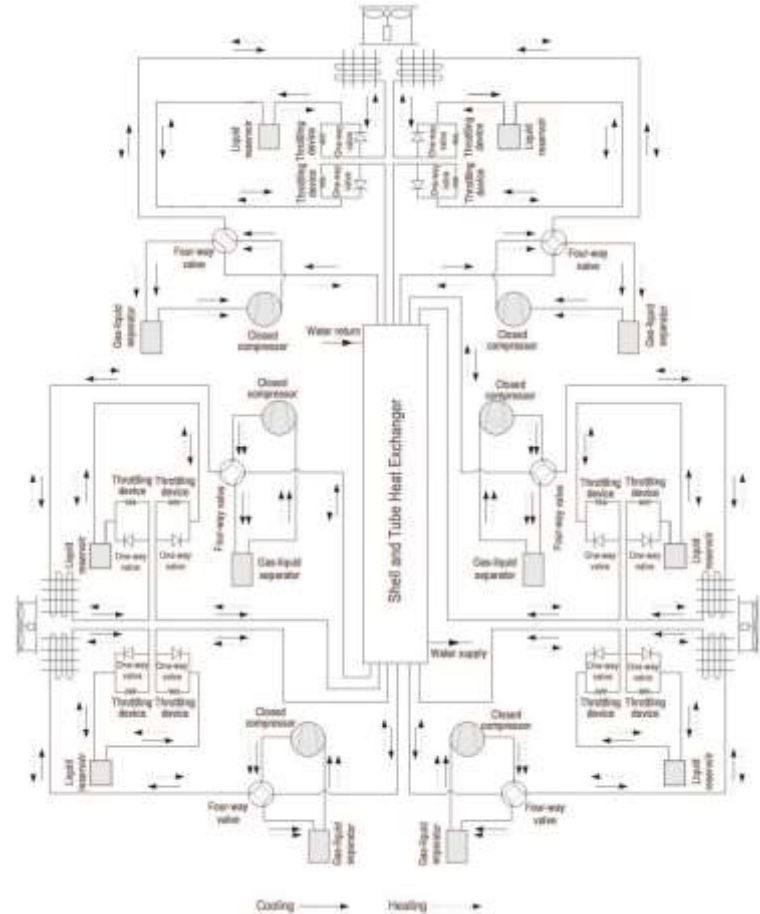 Liquid
reservoir
Throttling
device
One-way
valve
Throttling
device
One-way
valve
One-way
valve
Throttling
device
One-way
valve
Throttling
device
Liquid
reservoir
Four-way
valve
Four-way
valve
Gas-liquid
separator
Closed
compressor
Water return
Closed
compressor
Gas-liquid
separator
Closed
compressor
Closed
compressor
Shell and Tube Heat Exchanger
Throttling
device
Throttling
device
Four-way valve
Four-way valve
Throttling
device
Throttling
device
Liquid
reservoir
One-way
valve
One-way
valve
Gas-liquid
separator
Gas-liquid
separator
One-way
valve
One-way
valve
Liquid
reservoir
Water supply
One-way
valve
One-way
valve
Throttling
device
Throttling
device
One-way
valve
One-way
valve
Throttling
device
Throttling
device
Closed
compressor
Closed
compressor
Liquid
reservoir
Liquid
reservoir
Four-way
valve
Four-way
valve
Gas-liquid
separator
Gas-liquid
separator
Cooling
Heating